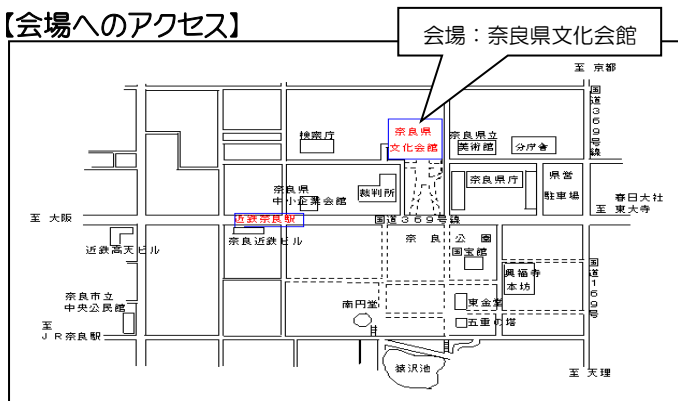 【会場へのアクセス】
会場：奈良県文化会館
至 京都
国道369号線
検察庁
奈良県
文化会館
奈良県立
美術館
分庁舎
奈良県
中小企業会館
裁判所
奈良県庁
県営
駐車場
春日大社
至 東大寺
至 大阪
近鉄奈良駅
国道369号線
近鉄高天ビル
奈良近鉄ビル
奈良公園
国宝館
興福寺
本坊
国道169号
奈良市立
中央公民館
南円堂
東金堂
五重の塔
至
JR奈良駅
猿沢池
至 天理